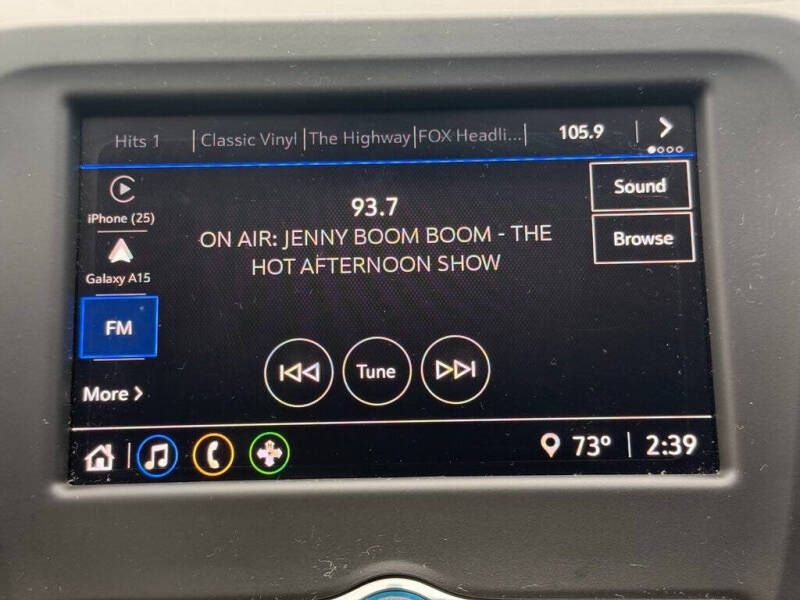 Hits 1 Classic Vinyl The Highway FOX Headli... 105.9
iPhone (25)
Galaxy A15
FM
More
93.7
ON AIR: JENNY BOOM BOOM - THE
HOT AFTERNOON SHOW
Sound
Browse
Tune
73° 2:39